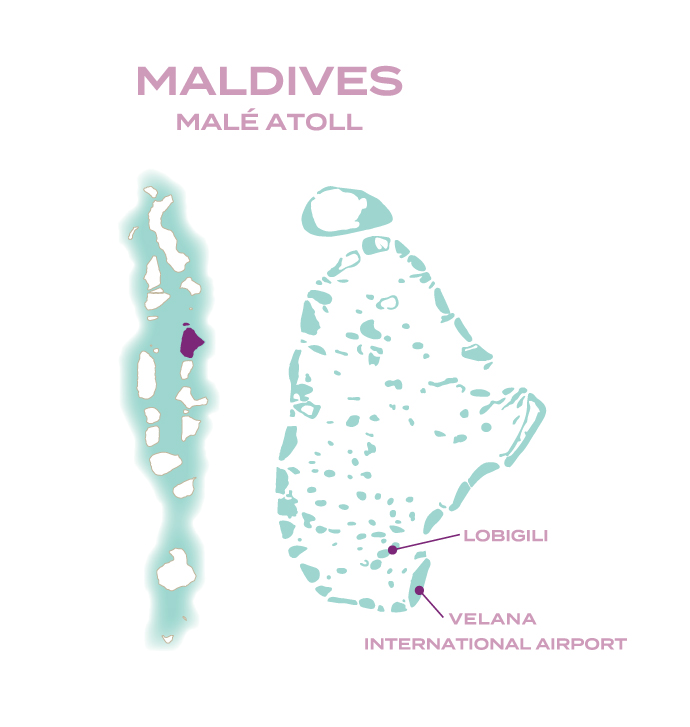 MALDIVES
MALÉ ATOLL
LOBIGILI
VELANA
INTERNATIONAL AIRPORT